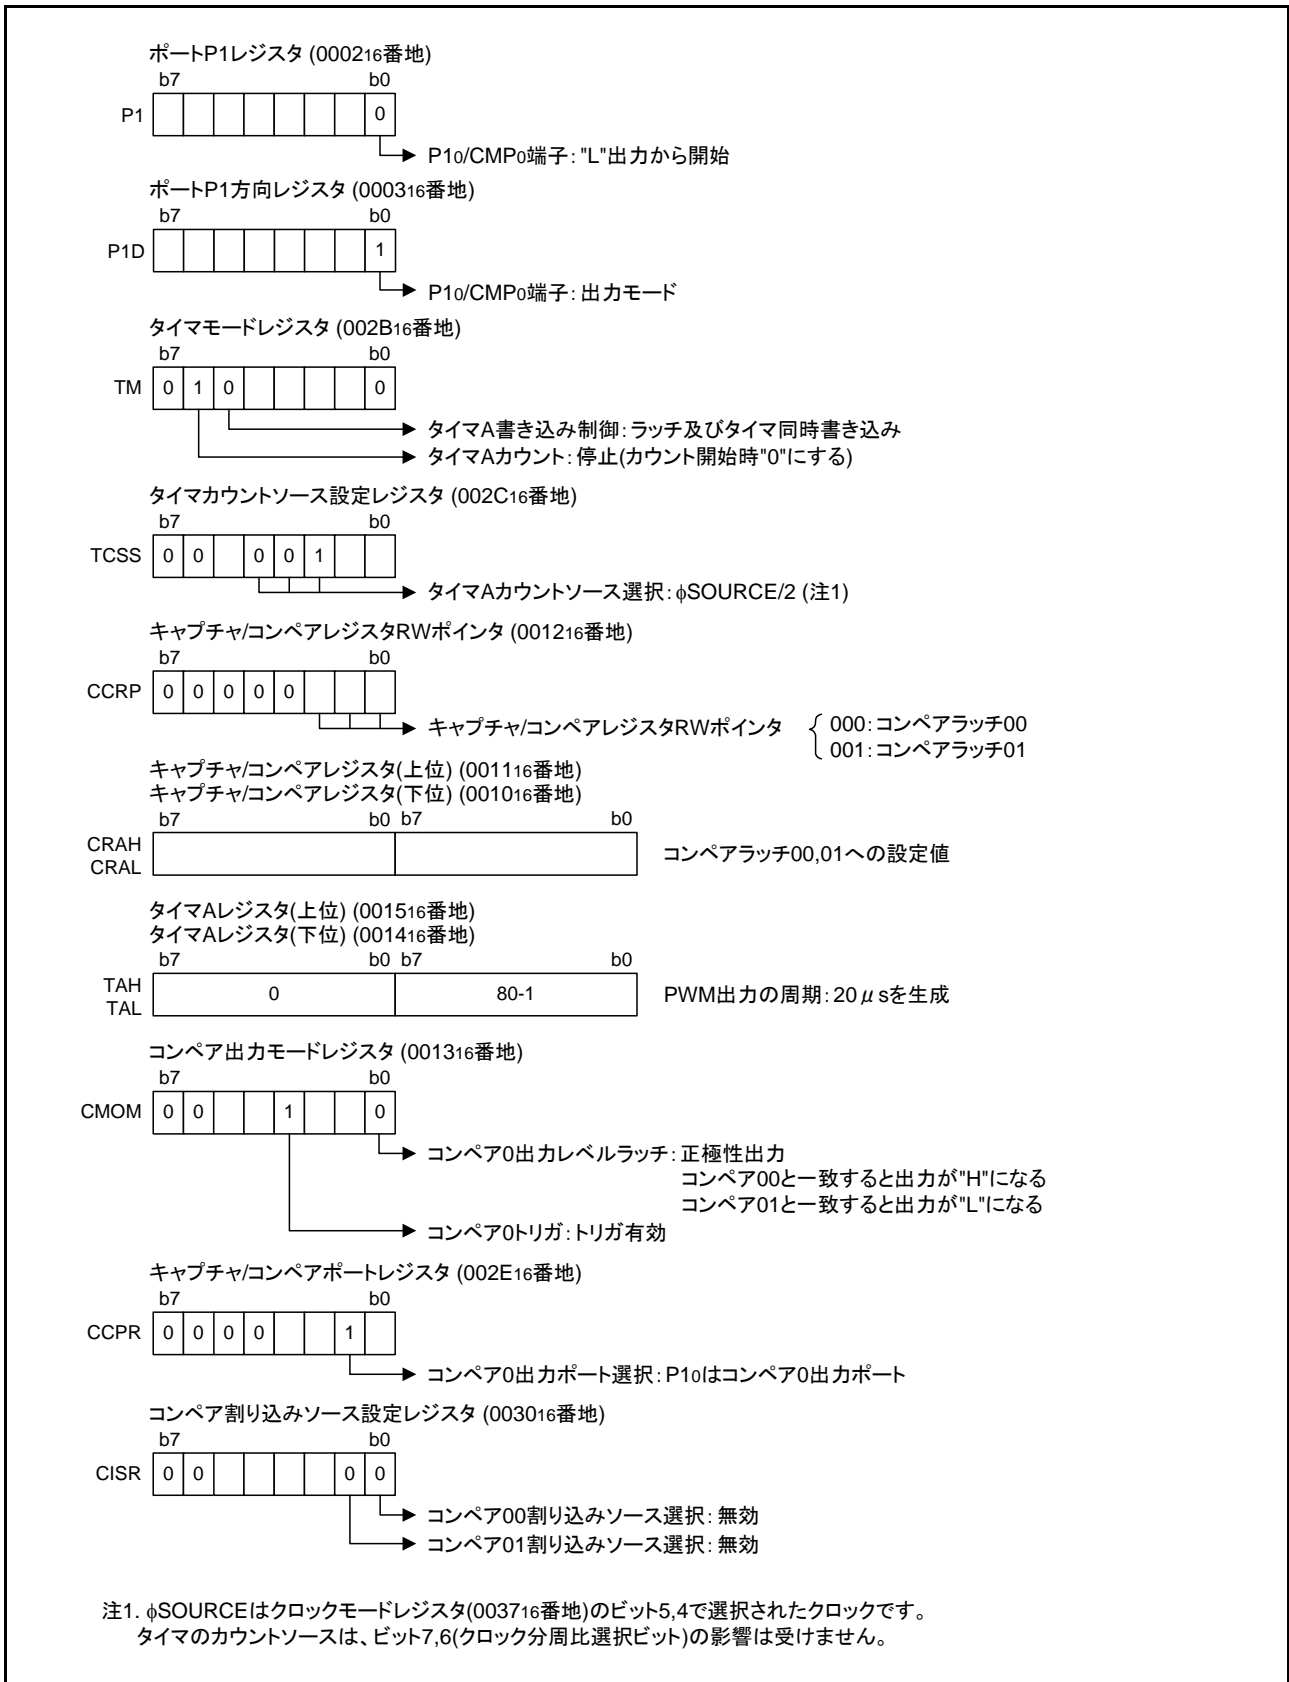 ポートP1レジスタ (000216番地)
b7 b0
P1 0
P10/CMP0端子: "L"出力から開始
ポートP1方向レジスタ (000316番地)
b7 b0
P1D 1
P10/CMP0端子: 出力モード
タイマモードレジスタ (002B16番地)
b7 b0
TM 0 1 0 0
タイマA書き込み制御: ラッチ及びタイマ同時書き込み
タイマAカウント: 停止(カウント開始時"0"にする)
タイマカウントソース設定レジスタ (002C16番地)
b7 b0
TCSS 0 0 0 0 1
タイマAカウントソース選択: ϕSOURCE/2 (注1)
キャプチャ/コンペアレジスタRWポインタ (001216番地)
b7 b0
CCRP 0 0 0 0 0
キャプチャ/コンペアレジスタRWポインタ
000: コンペアラッチ00
001: コンペアラッチ01
キャプチャ/コンペアレジスタ(上位) (001116番地)
キャプチャ/コンペアレジスタ(下位) (001016番地)
b7 b0 b7 b0
CRAH
CRAL
コンペアラッチ00,01への設定値
タイマAレジスタ(上位) (001516番地)
タイマAレジスタ(下位) (001416番地)
b7 b0 b7 b0
TAH
TAL
0 80-1 PWM出力の周期: 20μsを生成
コンペア出力モードレジスタ (001316番地)
b7 b0
CMOM 0 0 1 0
コンペア0出力レベルラッチ: 正極性出力
コンペア00と一致すると出力が"H"になる
コンペア01と一致すると出力が"L"になる
コンペア0トリガ: トリガ有効
キャプチャ/コンペアポートレジスタ (002E16番地)
b7 b0
CCPR 0 0 0 0 1
コンペア0出力ポート選択: P10はコンペア0出力ポート
コンペア割り込みソース設定レジスタ (003016番地)
b7 b0
CISR 0 0 0 0
コンペア00割り込みソース選択: 無効
コンペア01割り込みソース選択: 無効
注1. ϕSOURCEはクロックモードレジスタ(003716番地)のビット5,4で選択されたクロックです。
タイマのカウントソースは、ビット7,6(クロック分周比選択ビット)の影響は受けません。